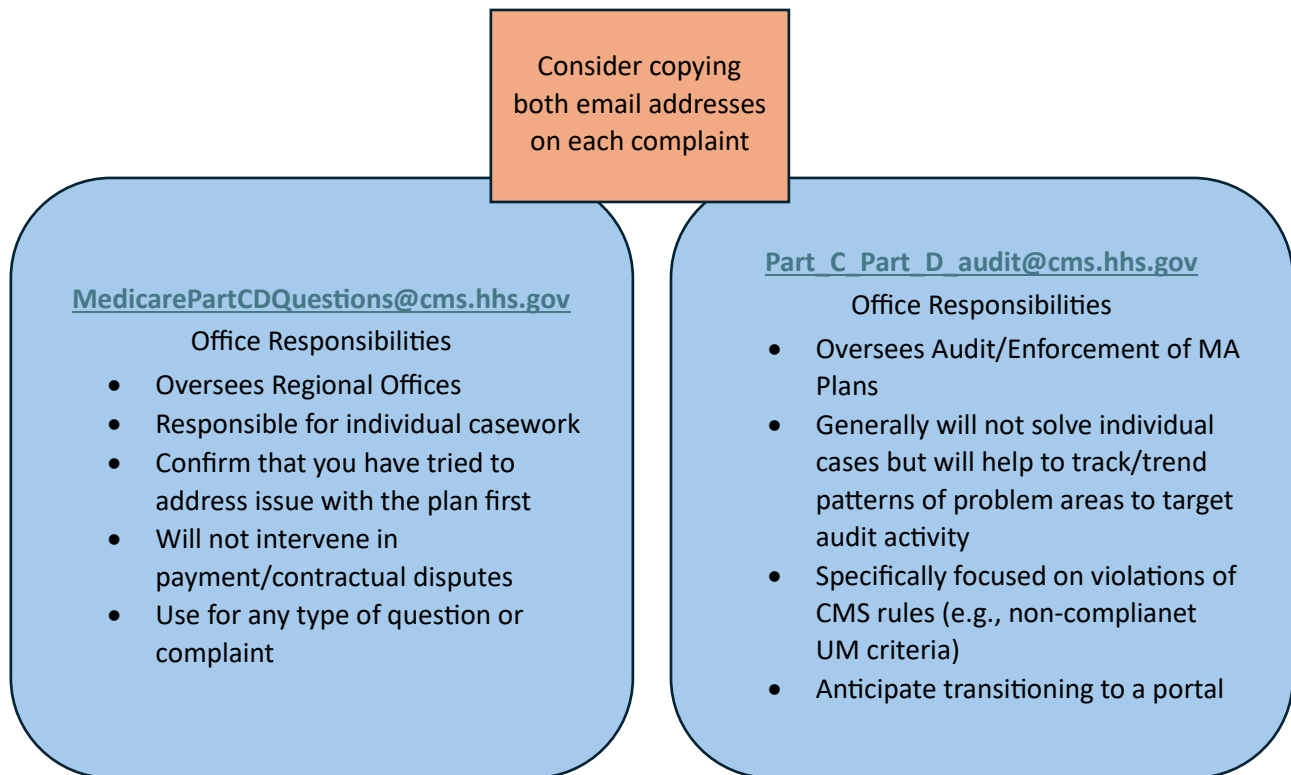 Consider copying
both email addresses
on each complaint
MedicarePartCDQuestions@cms.hhs.gov
Office Responsibilities
• Oversees Regional Offices
• Responsible for individual casework
• Confirm that you have tried to
address issue with the plan first
• Will not intervene in
payment/contractual disputes
• Use for any type of question or
complaint
Part_C_Part_D_audit@cms.hhs.gov
Office Responsibilities
• Oversees Audit/Enforcement of MA
Plans
• Generally will not solve individual
cases but will help to track/trend
patterns of problem areas to target
audit activity
• Specifically focused on violations of
CMS rules (e.g., non-complianet
UM criteria)
• Anticipate transitioning to a portal